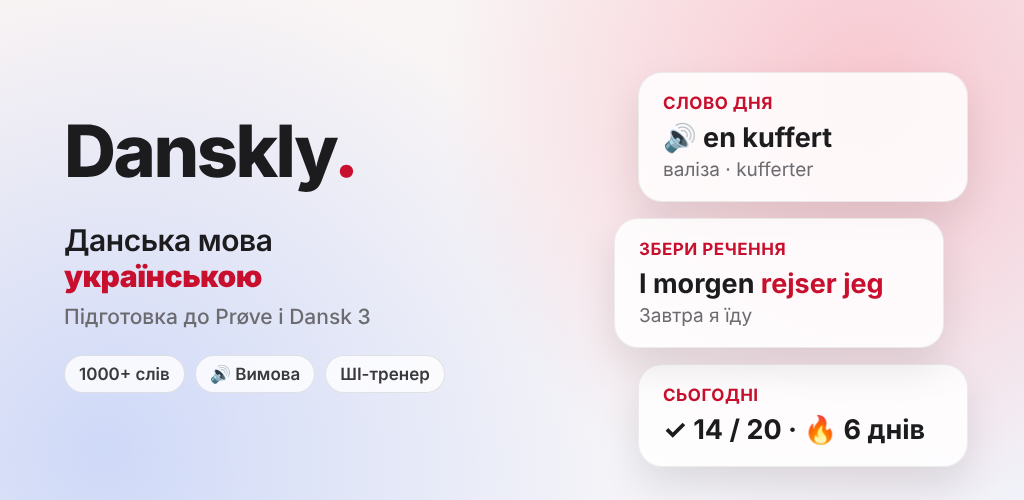 Danskly.
Данська мова
українською
Підготовка до Prøve i Dansk 3
1000+ слів
🔊 Вимова
ШІ-тренер
СЛОВО ДНЯ
🔊 en kuffert
валіза · kufferter
ЗБЕРИ РЕЧЕННЯ
I morgen rejser jeg
Завтра я їду
СЬОГОДНІ
✓ 14 / 20 · 🔥 6 днів